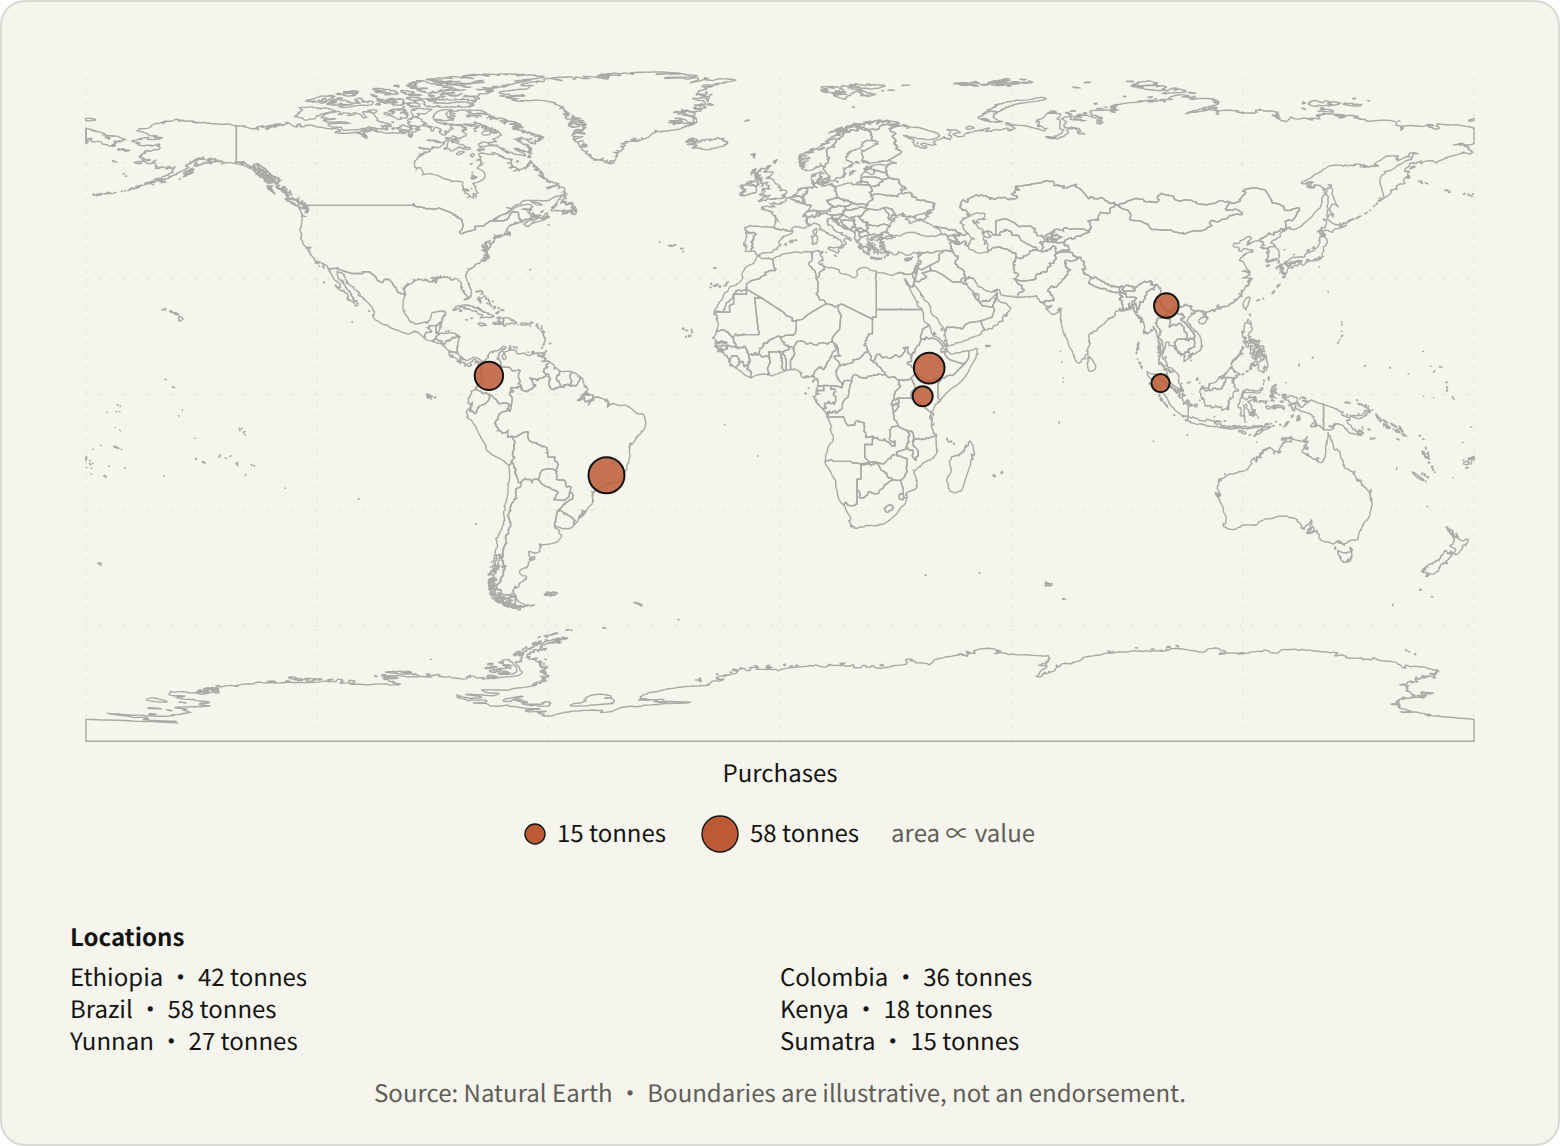 Purchases
15 tonnes 58 tonnes area ∝ value
Locations
Ethiopia • 42 tonnes
Brazil • 58 tonnes
Yunnan • 27 tonnes
Colombia • 36 tonnes
Kenya • 18 tonnes
Sumatra • 15 tonnes
Source: Natural Earth • Boundaries are illustrative, not an endorsement.